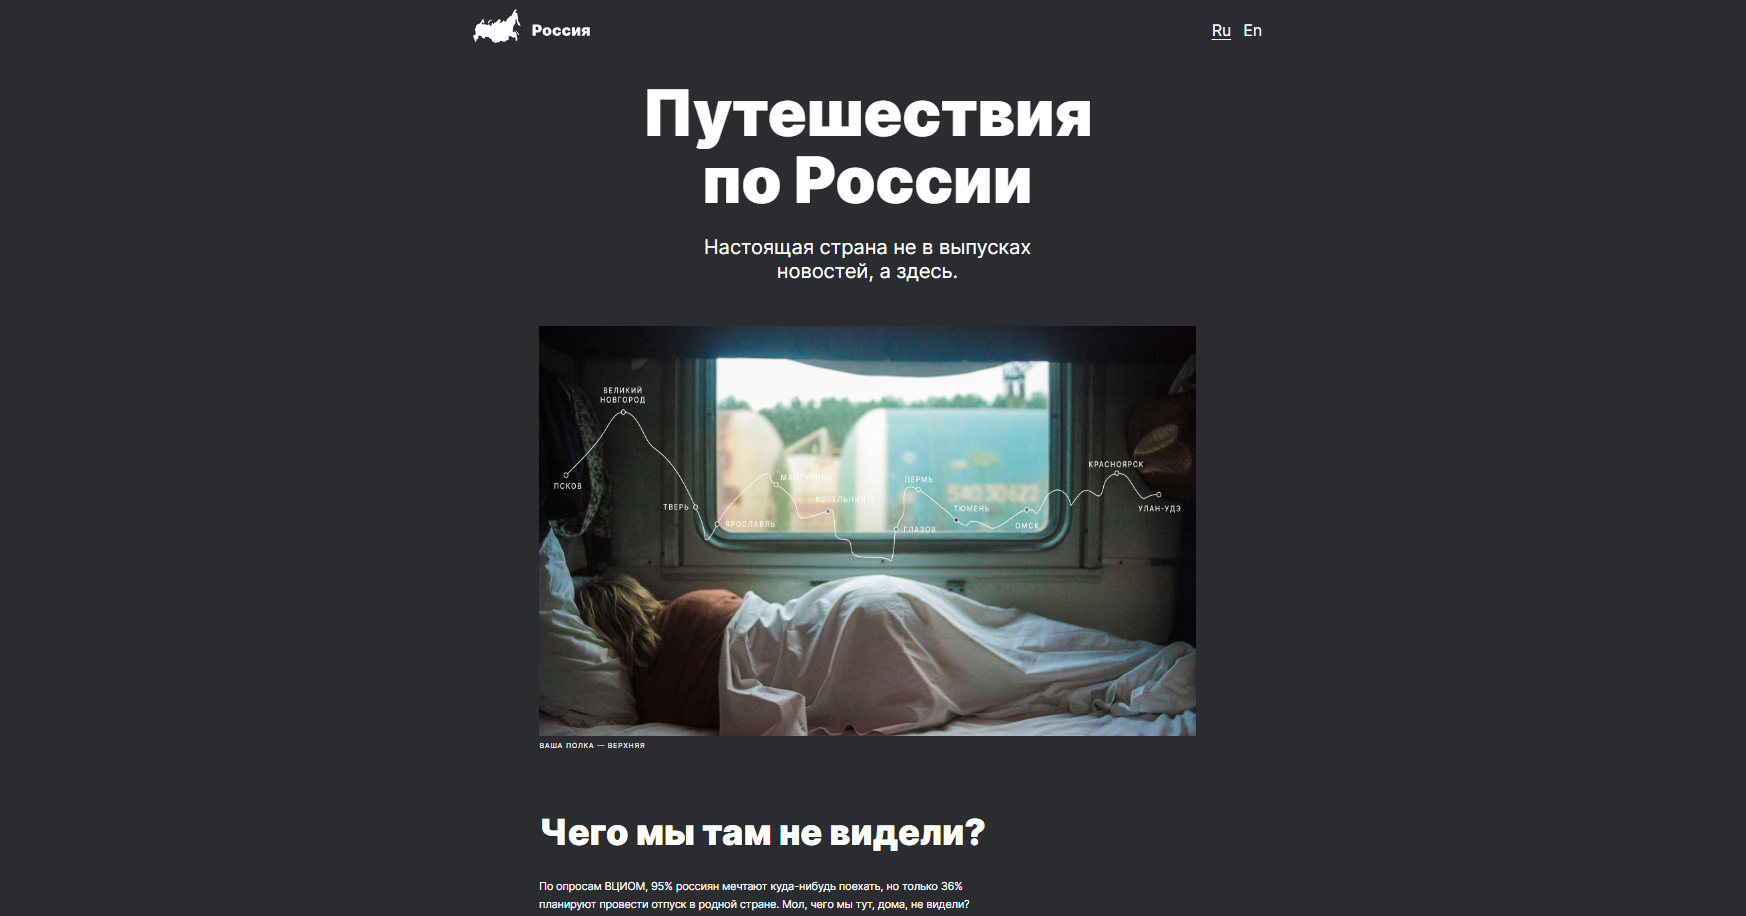 Россия
Ru En
Путешествия
по России
Настоящая страна не в выпусках
новостей, а здесь.
ВЕЛИКИЙ
НОВГОРОД
ПСКОВ
ТВЕРЬ
ЯРОСЛАВЛЬ
МАНТУРОВО
КОТЕЛЬНИЧ 1
ГЛАЗОВ
ПЕРМЬ
ТЮМЕНЬ
ОМСК
КРАСНОЯРСК
УЛАН-УДЭ
54030622
ВАША ПОЛКА — ВЕРХНЯЯ
Чего мы там не видели?
По опросам ВЦИОМ, 95% россиян мечтают куда-нибудь поехать, но только 36%
планируют провести отпуск в родной стране. Мол, чего мы тут, дома, не видели?